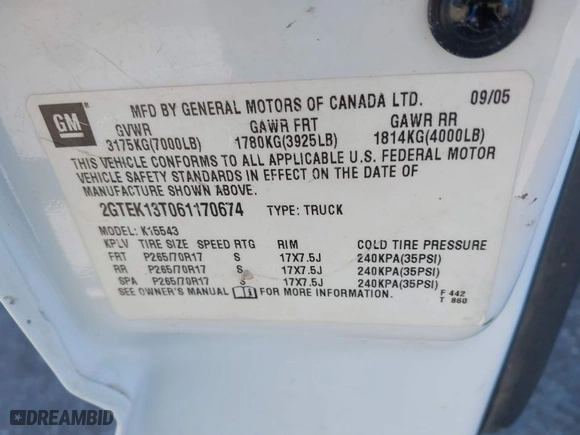 GM
MFD BY GENERAL MOTORS OF CANADA LTD. 09/05
GVWR GAWR FRT GAWR RR
3175KG(7000LB) 1780KG(3925LB) 1814KG(4000LB)
THIS VEHICLE CONFORMS TO ALL APPLICABLE U.S. FEDERAL MOTOR
VEHICLE SAFETY STANDARDS IN EFFECT ON THE DATE OF
MANUFACTURE SHOWN ABOVE.
2GTEK13T061170674 TYPE: TRUCK
MODEL: K15543
KPLV TIRE SIZE SPEED RTG RIM COLD TIRE PRESSURE
FRT P265/70R17 S 17X7.5J 240KPA(35PSI)
RR P265/70R17 S 17X7.5J 240KPA(35PSI)
SPA P265/70R17 S 17X7.5J 240KPA(35PSI)
SEE OWNER'S MANUAL FOR MORE INFORMATION.
F 442
T 860
DREAMBID